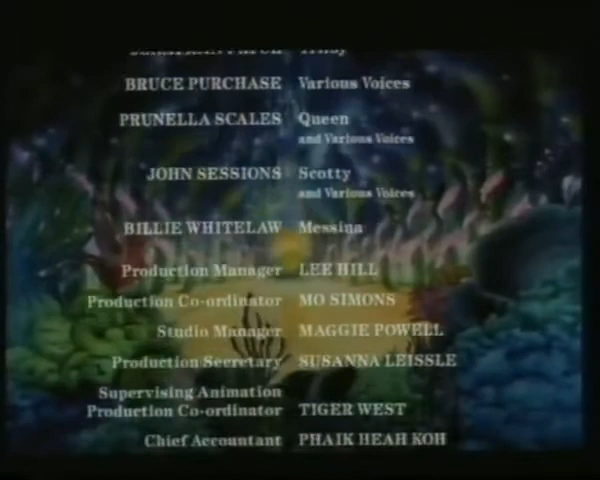 BRUCE PURCHASE Various Voices
PRUNELLA SCALES Queen
and Various Voices
JOHN SESSIONS Scotty
and Various Voices
BILLIE WHITELAW Messina
Production Manager LEE HILL
Production Co-ordinator MO SIMONS
Studio Manager MAGGIE POWELL
Production Secretary SUSANNA LEISSLE
Supervising Animation
Production Co-ordinator TIGER WEST
Chief Accountant PHAIK HEAH KOH